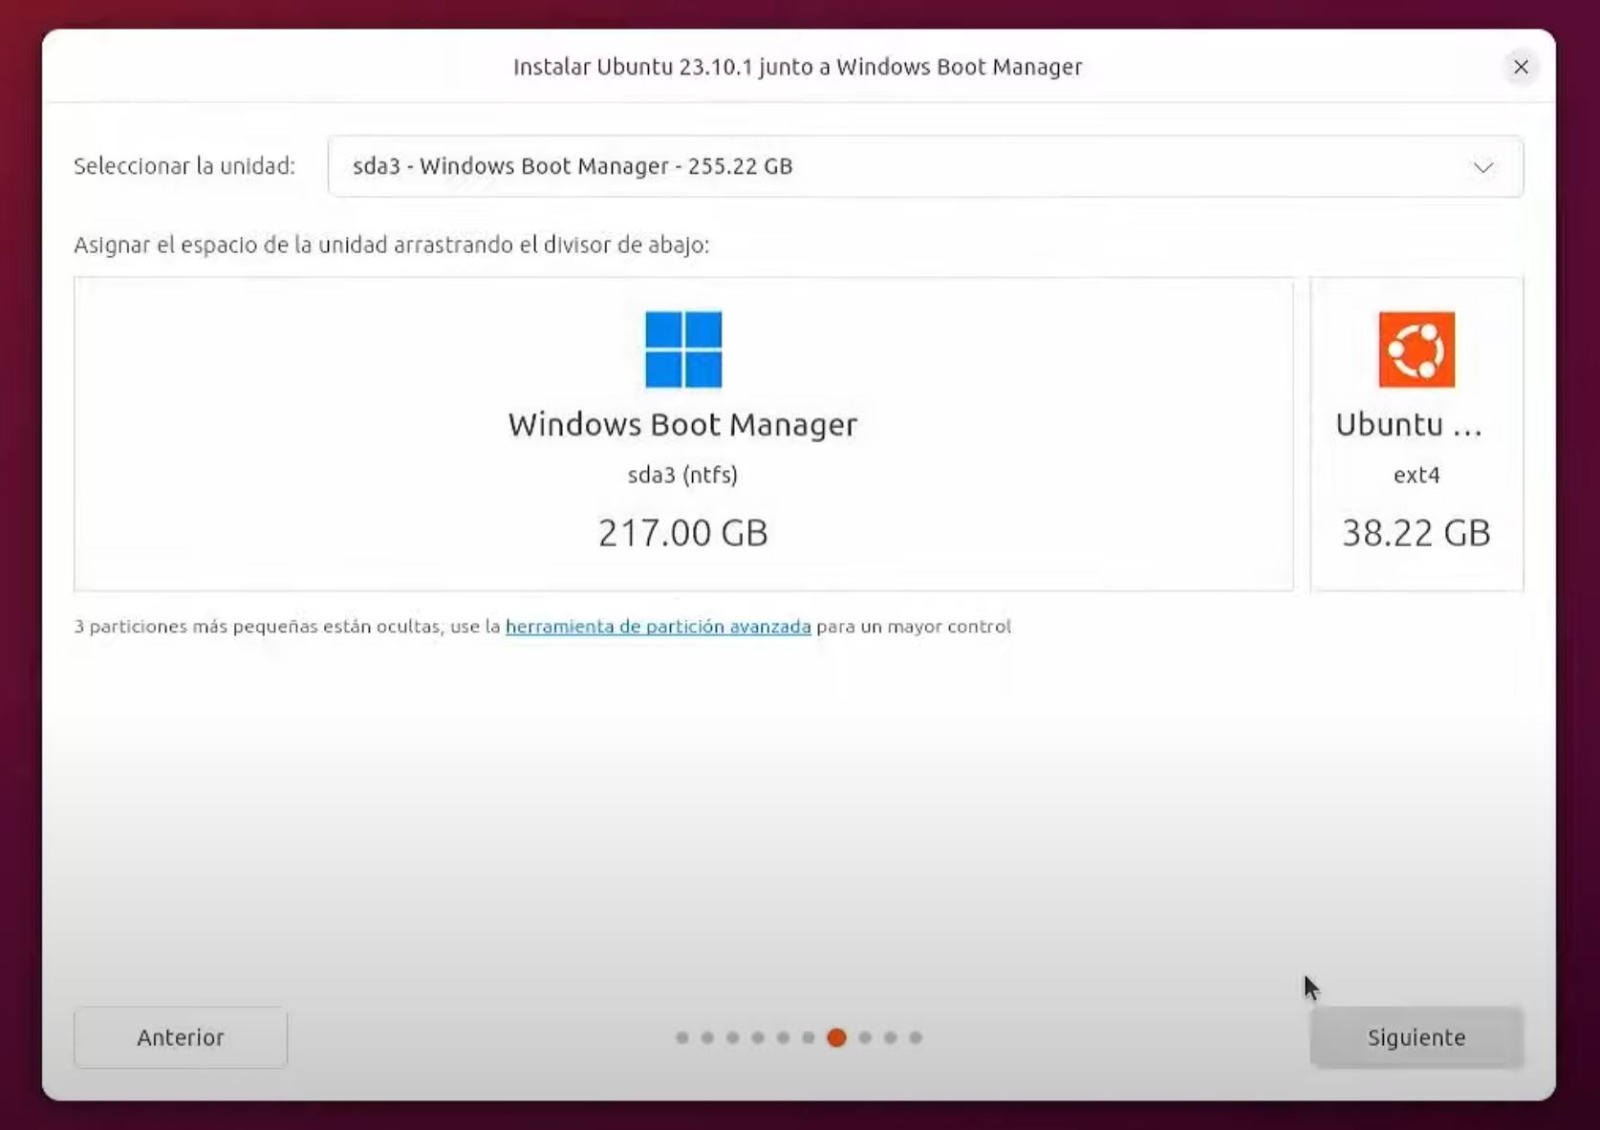 Instalar Ubuntu 23.10.1 junto a Windows Boot Manager
Seleccionar la unidad:
sda3 - Windows Boot Manager - 255.22 GB
Asignar el espacio de la unidad arrastrando el divisor de abajo:
Windows Boot Manager
sda3 (ntfs)
217.00 GB
Ubuntu ...
ext4
38.22 GB
3 particiones más pequeñas están ocultas, use la herramienta de partición avanzada para un mayor control
Anterior
Siguiente